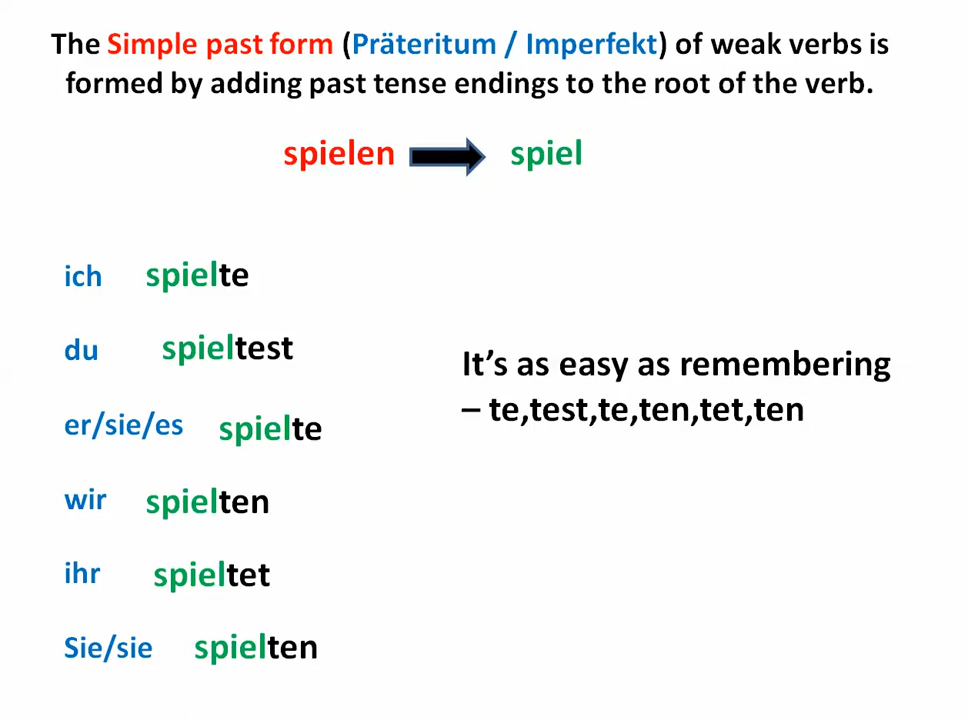 The Simple past form (Präteritum / Imperfekt) of weak verbs is
formed by adding past tense endings to the root of the verb.
spielen spiel
ich spielte
du spieltest
er/sie/es spielte
wir spielten
ihr spieltet
Sie/sie spielten
It's as easy as remembering
– te,test,te,ten,tet,ten